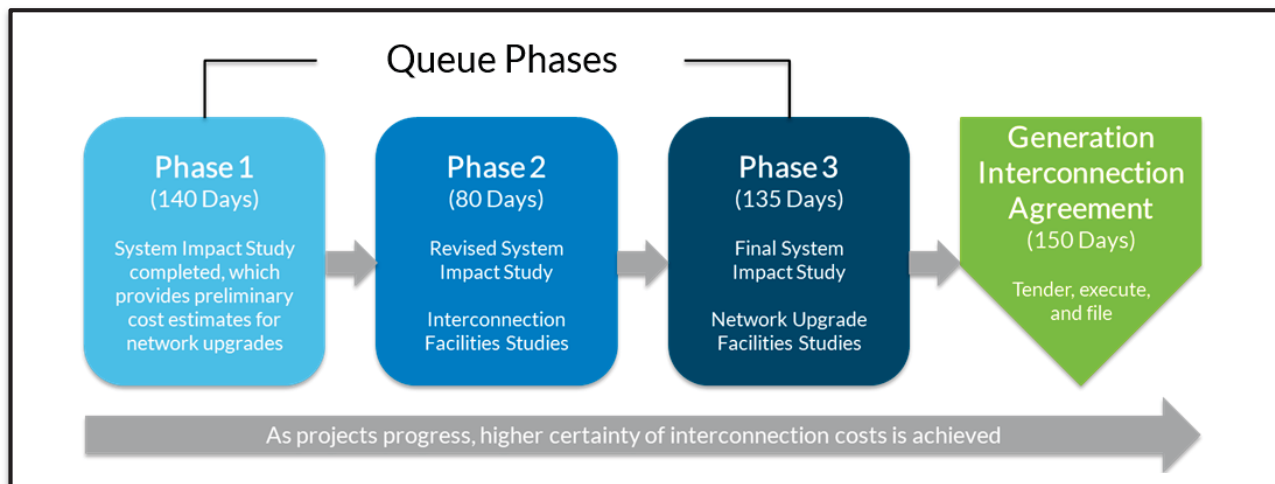 Queue Phases
Phase 1
(140 Days)
System Impact Study
completed, which
provides preliminary
cost estimates for
network upgrades
Phase 2
(80 Days)
Revised System
Impact Study
Interconnection
Facilities Studies
Phase 3
(135 Days)
Final System
Impact Study
Network Upgrade
Facilities Studies
Generation
Interconnection
Agreement
(150 Days)
Tender, execute,
and file
As projects progress, higher certainty of interconnection costs is achieved